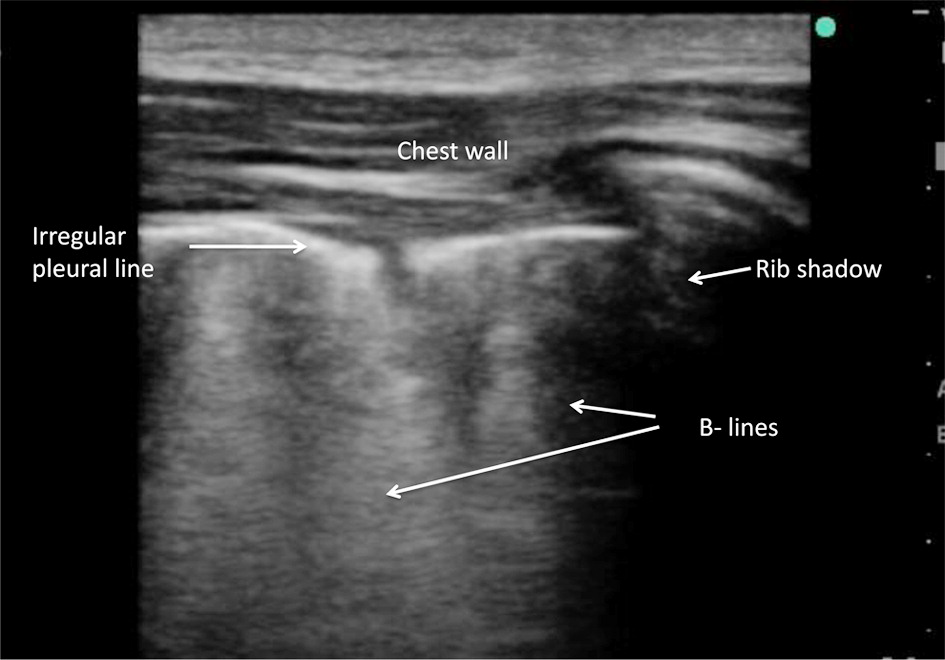 Chest wall
Irregular
pleural line
Rib shadow
B- lines